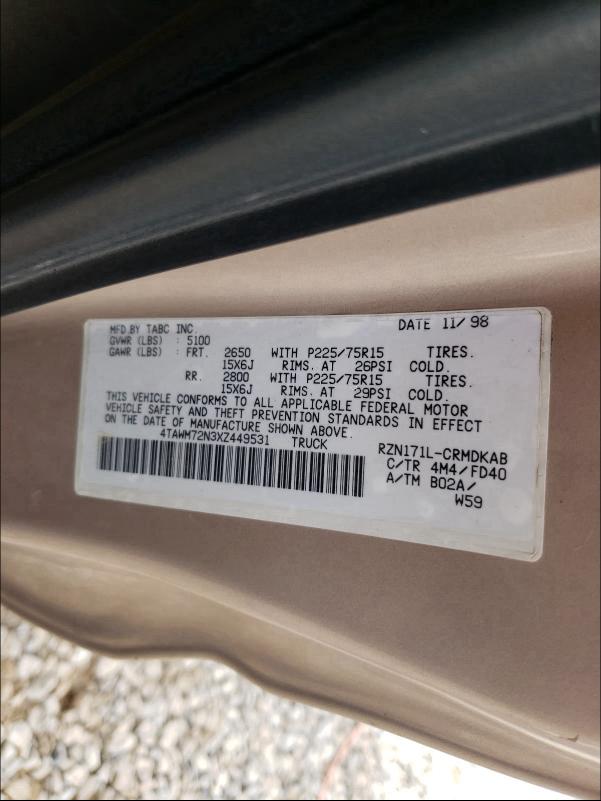 MFD.BY TABC INC. DATE 11/98
GVWR (LBS) : 5100
GAWR (LBS) : FRT. 2650 WITH P225/75R15 TIRES.
15X6J RIMS. AT 26PSI COLD.
RR. 2800 WITH P225/75R15 TIRES.
15X6J RIMS. AT 29PSI COLD.
THIS VEHICLE CONFORMS TO ALL APPLICABLE FEDERAL MOTOR
VEHICLE SAFETY AND THEFT PREVENTION STANDARDS IN EFFECT
ON THE DATE OF MANUFACTURE SHOWN ABOVE.
4TAWM72N3XZ449531 TRUCK RZN171L-CRMDKAB
C/TR 4M4/FD40
A/TM B02A/
W59